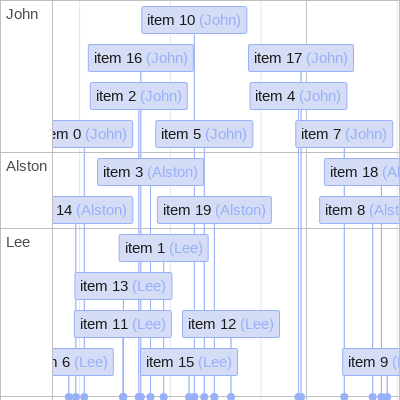 John
item 10 (John)
item 16 (John)
item 17 (John)
item 2 (John)
item 4 (John)
em 0 (John)
item 5 (John)
item 7 (John)
Alston
item 3 (Alston)
item 18 (Al
14 (Alston)
item 19 (Alston)
item 8 (Alst
Lee
item 1 (Lee)
item 13 (Lee)
item 11 (Lee)
item 12 (Lee)
6 (Lee)
item 15 (Lee)
item 9 (